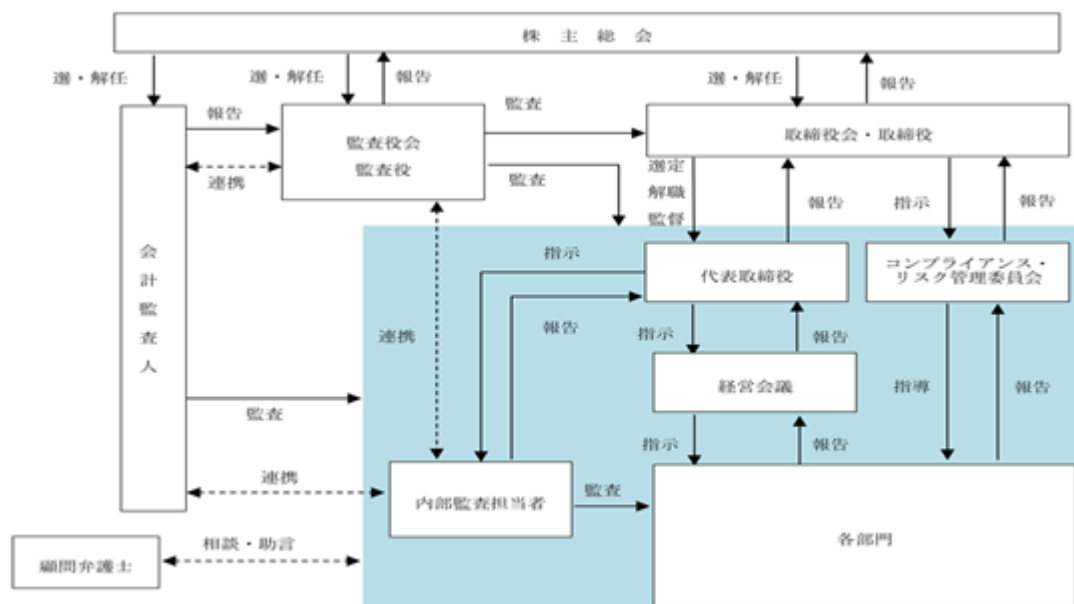 株主総会
選・解任
選・解任
報告
選・解任
報告
報告
監査
監査役会
監査役
取締役会・取締役
連携
監査
選定
解職
監督
報告
指示
報告
会計監査人
指示
代表取締役
コンプライアンス・
リスク管理委員会
連携
報告
指示
報告
経営会議
指導
報告
監査
指示
報告
連携
内部監査担当者
監査
各部門
相談・助言
顧問弁護士